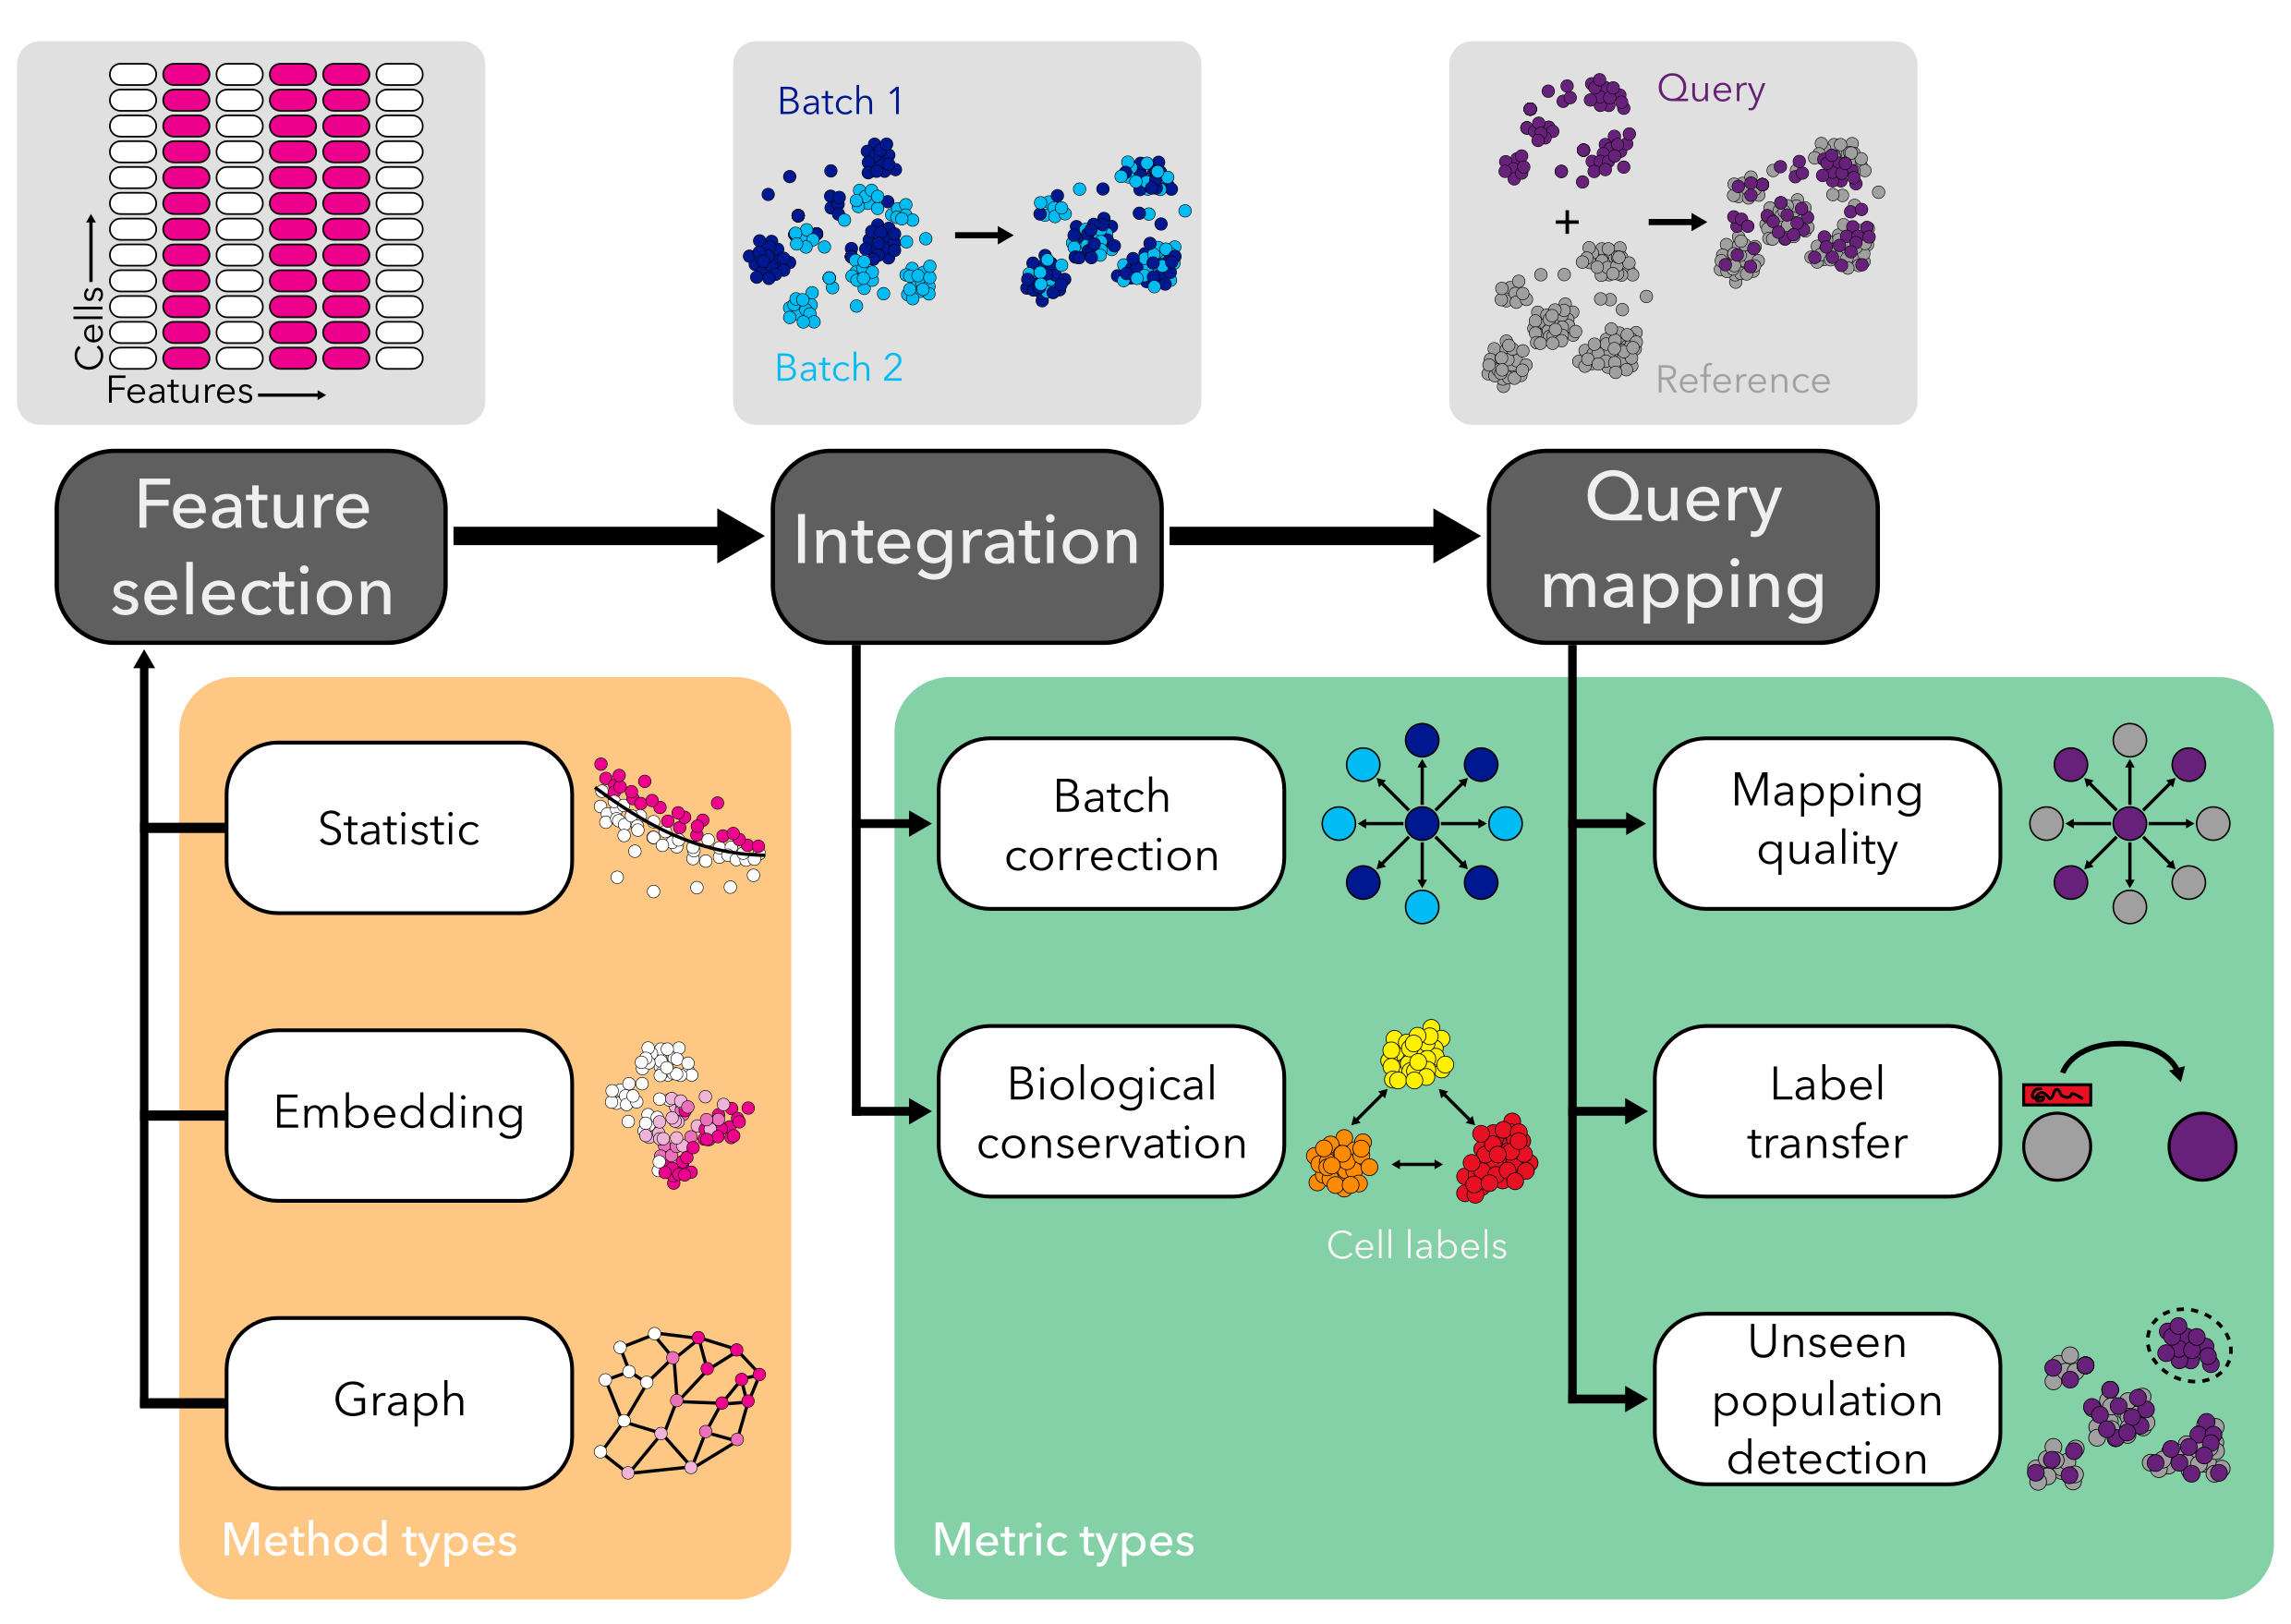 Cells
Features
Batch 1
Batch 2
Query
+
Reference
Feature
selection
Integration
Query
mapping
Statistic
Embedding
Graph
Method types
Batch
correction
Biological
conservation
Cell labels
Mapping
quality
Label
transfer
Unseen
population
detection
Metric types